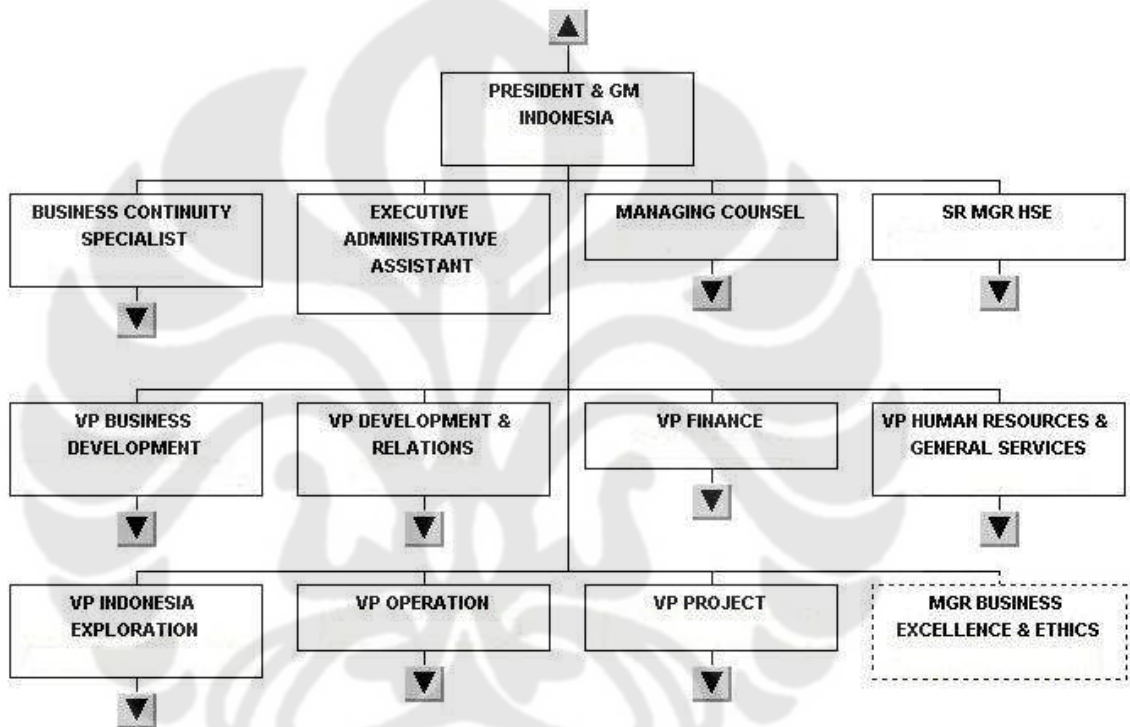 PRESIDENT & GM
INDONESIA
BUSINESS CONTINUITY
SPECIALIST
EXECUTIVE
ADMINISTRATIVE
ASSISTANT
MANAGING COUNSEL
SR MGR HSE
VP BUSINESS
DEVELOPMENT
VP DEVELOPMENT &
RELATIONS
VP FINANCE
VP HUMAN RESOURCES &
GENERAL SERVICES
VP INDONESIA
EXPLORATION
VP OPERATION
VP PROJECT
MGR BUSINESS
EXCELLENCE & ETHICS